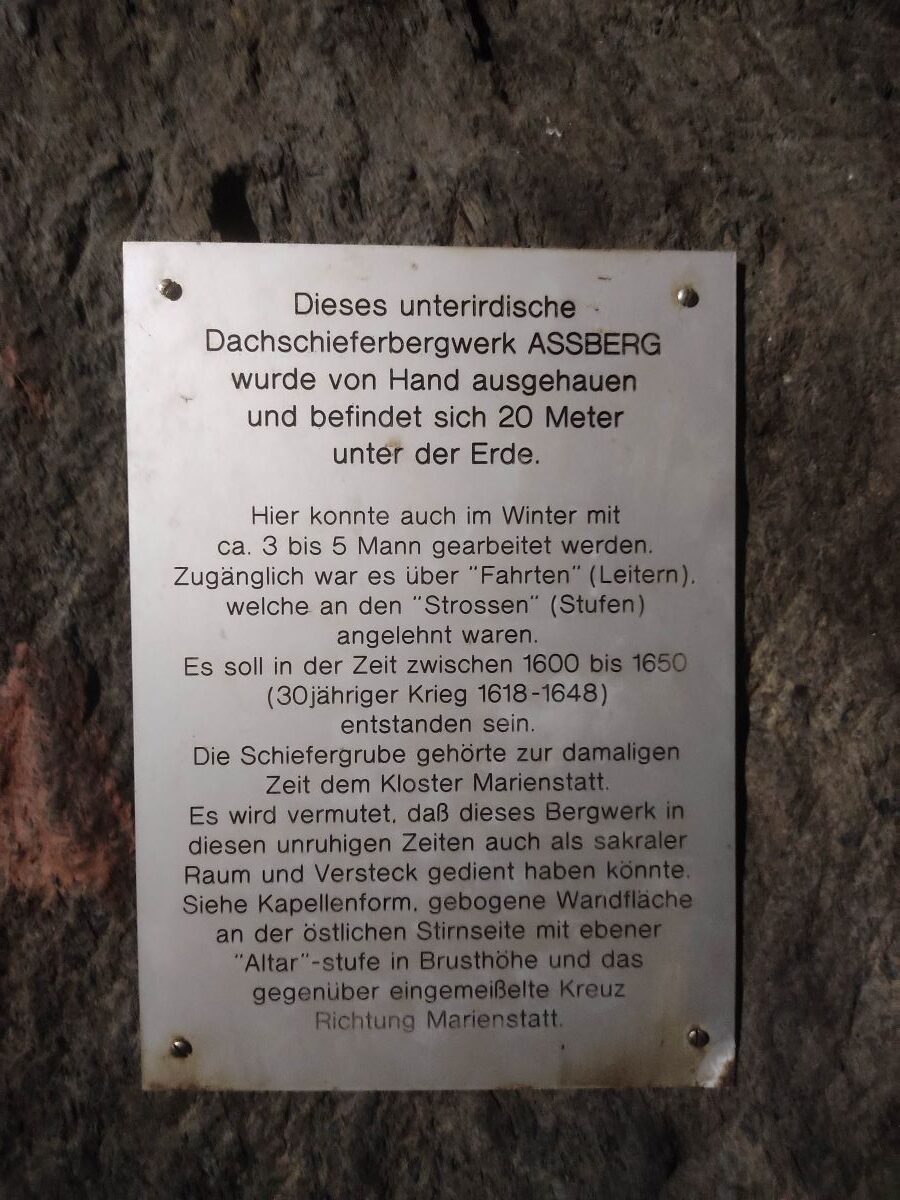 Dieses unterirdische
Dachschieferbergwerk ASSBERG
wurde von Hand ausgehauen
und befindet sich 20 Meter
unter der Erde.
Hier konnte auch im Winter mit
ca. 3 bis 5 Mann gearbeitet werden.
Zugänglich war es über "Fahrten" (Leitern),
welche an den "Strossen" (Stufen)
angelehnt waren.
Es soll in der Zeit zwischen 1600 bis 1650
(30jähriger Krieg 1618-1648)
entstanden sein.
Die Schiefergrube gehörte zur damaligen
Zeit dem Kloster Marienstatt.
Es wird vermutet, daß dieses Bergwerk in
diesen unruhigen Zeiten auch als sakraler
Raum und Versteck gedient haben könnte.
Siehe Kapellenform, gebogene Wandfläche
an der östlichen Stirnseite mit ebener
"Altar"-stufe in Brusthöhe und das
gegenüber eingemeißelte Kreuz
Richtung Marienstatt.